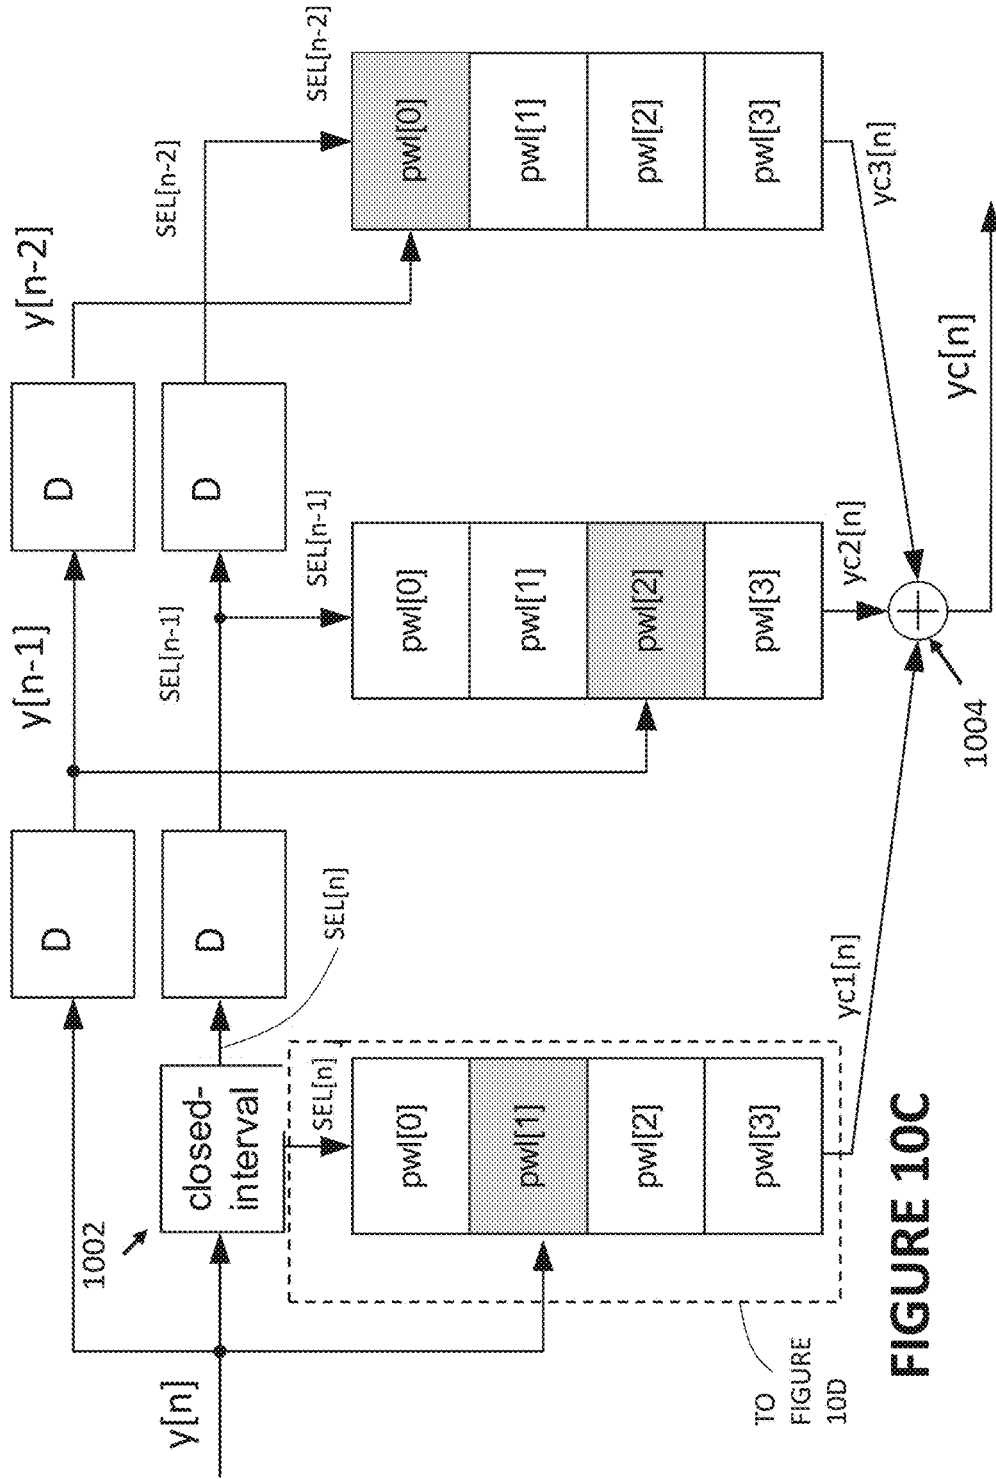 y[n]
1002
closed-
interval
SEL[n]
SEL[n]
D
D
y[n-1]
SEL[n-1]
SEL[n-1]
D
D
y[n-2]
SEL[n-2]
SEL[n-2]
pwl[0]
pwl[1]
pwl[2]
pwl[3]
pwl[0]
pwl[1]
pwl[2]
pwl[3]
pwl[0]
pwl[1]
pwl[2]
pwl[3]
TO
FIGURE
10D
yc1[n]
yc2[n]
yc3[n]
1004
yc[n]
FIGURE 10C